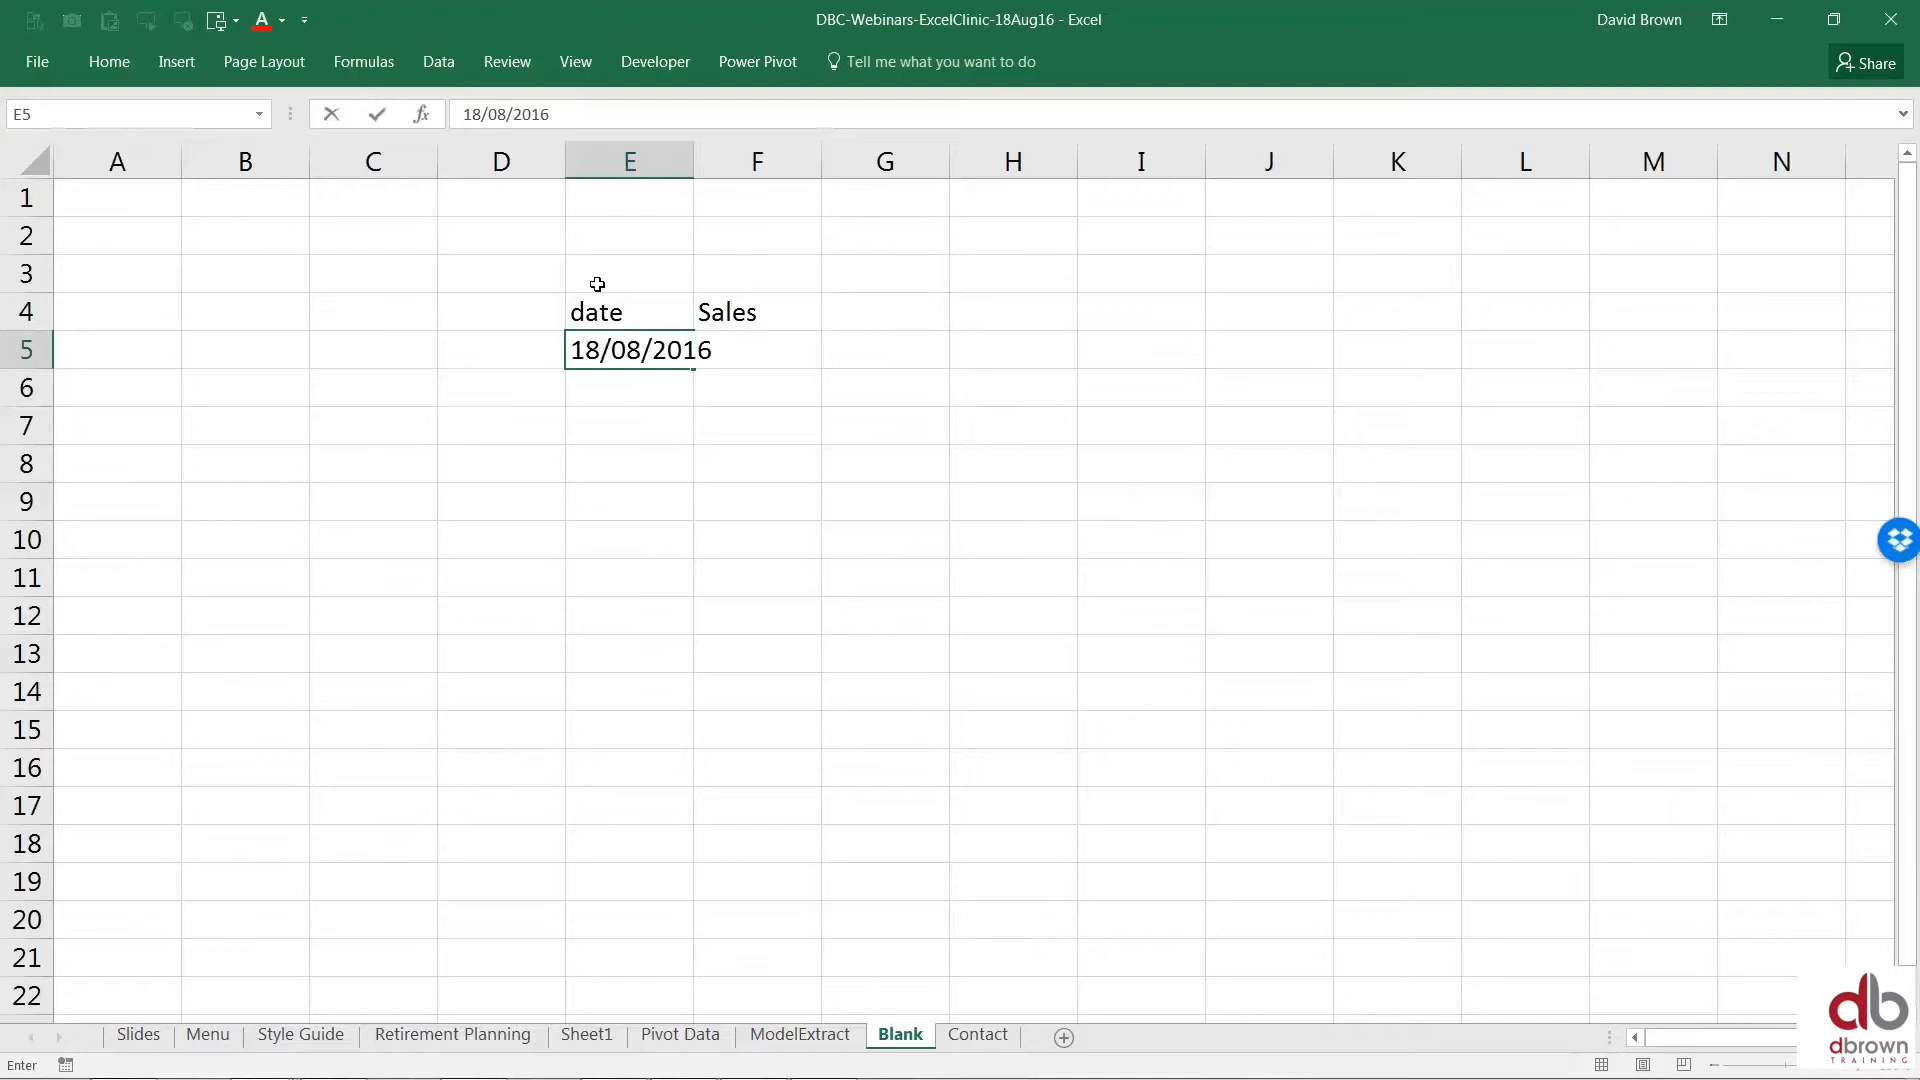 DBC-Webinars-ExcelClinic-18Aug16 - Excel
David Brown
File Home Insert Page Layout Formulas Data Review View Developer Power Pivot Tell me what you want to do
Share
E5 fx 18/08/2016
A B C D E F G H I J K L M N
1
2
3
4 date Sales
5 18/08/2016
6
7
8
9
10
11
12
13
14
15
16
17
18
19
20
21
22
Slides Menu Style Guide Retirement Planning Sheet1 Pivot Data ModelExtract Blank Contact
Enter
db
dbrown
TRAINING